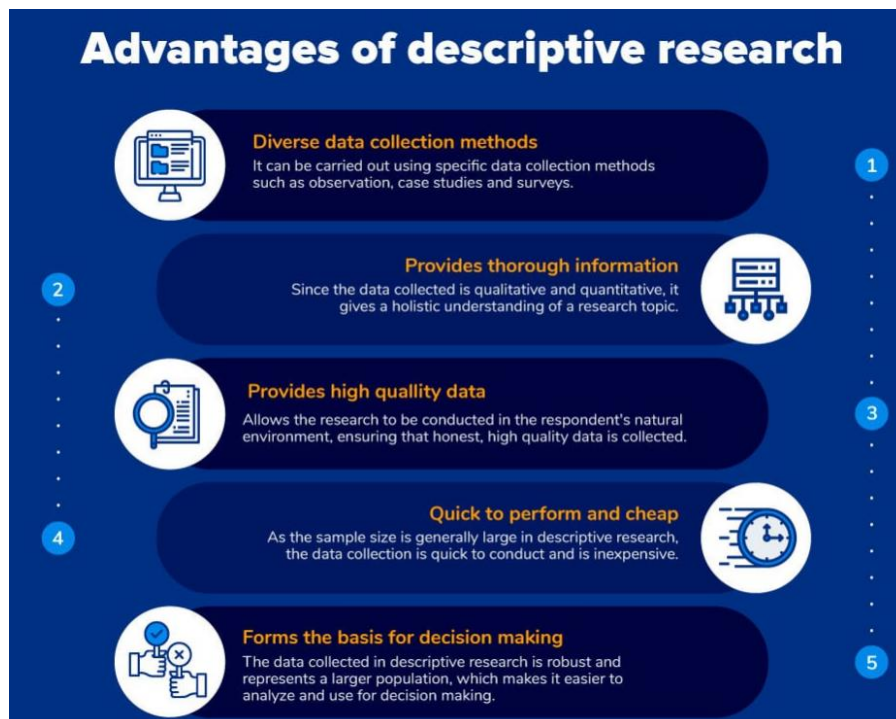 Advantages of descriptive research
Diverse data collection methods
It can be carried out using specific data collection methods
such as observation, case studies and surveys.
1
Provides thorough information
Since the data collected is qualitative and quantitative, it
gives a holistic understanding of a research topic.
2
Provides high quallity data
Allows the research to be conducted in the respondent's natural
environment, ensuring that honest, high quality data is collected.
3
Quick to perform and cheap
As the sample size is generally large in descriptive research,
the data collection is quick to conduct and is inexpensive.
4
Forms the basis for decision making
The data collected in descriptive research is robust and
represents a larger population, which makes it easier to
analyze and use for decision making.
5